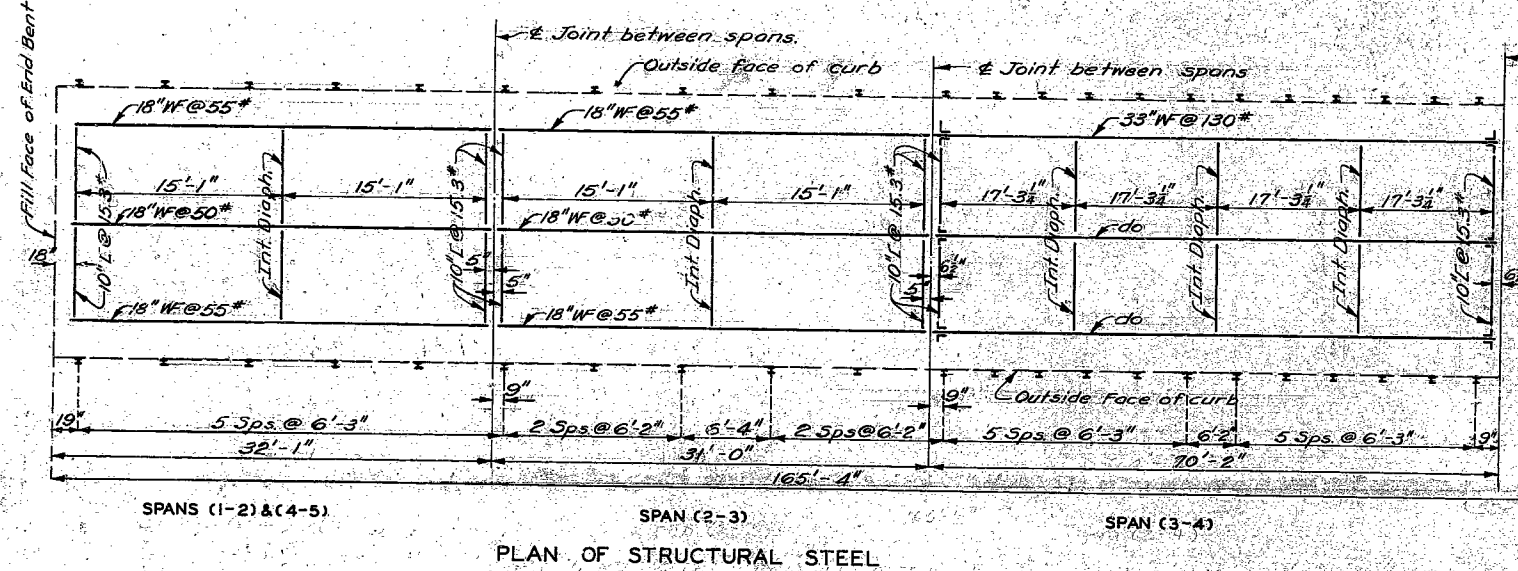 Fill Face of End Bent
℄ Joint between spans.
Outside face of curb
℄ Joint between spans
18" WF @ 55#
18" WF @ 55#
33" WF @ 130#
10" [ @ 15.3#
15'-1"
Int. Diaph.
15'-1"
10" [ @ 15.3#
15'-1"
Int. Diaph.
15'-1"
10" [ @ 15.3#
17'-3¼"
Int. Diaph.
17'-3¼"
Int. Diaph.
17'-3¼"
Int. Diaph.
17'-3¼"
10" [ @ 15.3#
18" WF @ 50#
18" WF @ 50#
do
18"
5"
5"
6½"
5"
18" WF @ 55#
18" WF @ 55#
do
9"
9"
Outside face of curb
19"
5 Sps. @ 6'-3"
2 Sps. @ 6'-2"
6'-4"
2 Sps @ 6'-2"
5 Sps. @ 6'-3"
6'-2"
5 Sps. @ 6'-3"
9"
32'-1"
31'-0"
70'-2"
165'-4"
SPANS (1-2)&(4-5)
SPAN (2-3)
SPAN (3-4)
PLAN OF STRUCTURAL STEEL